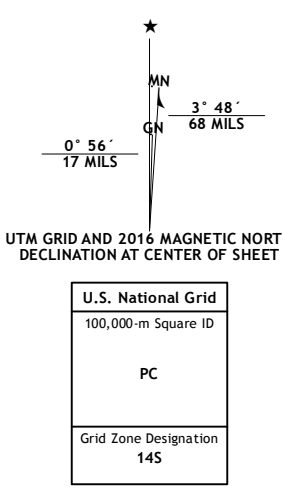 ★
MN
3° 48´
GN
68 MILS
0° 56´
17 MILS
UTM GRID AND 2016 MAGNETIC NORT
DECLINATION AT CENTER OF SHEET
U.S. National Grid
100,000-m Square ID
PC
Grid Zone Designation
14S